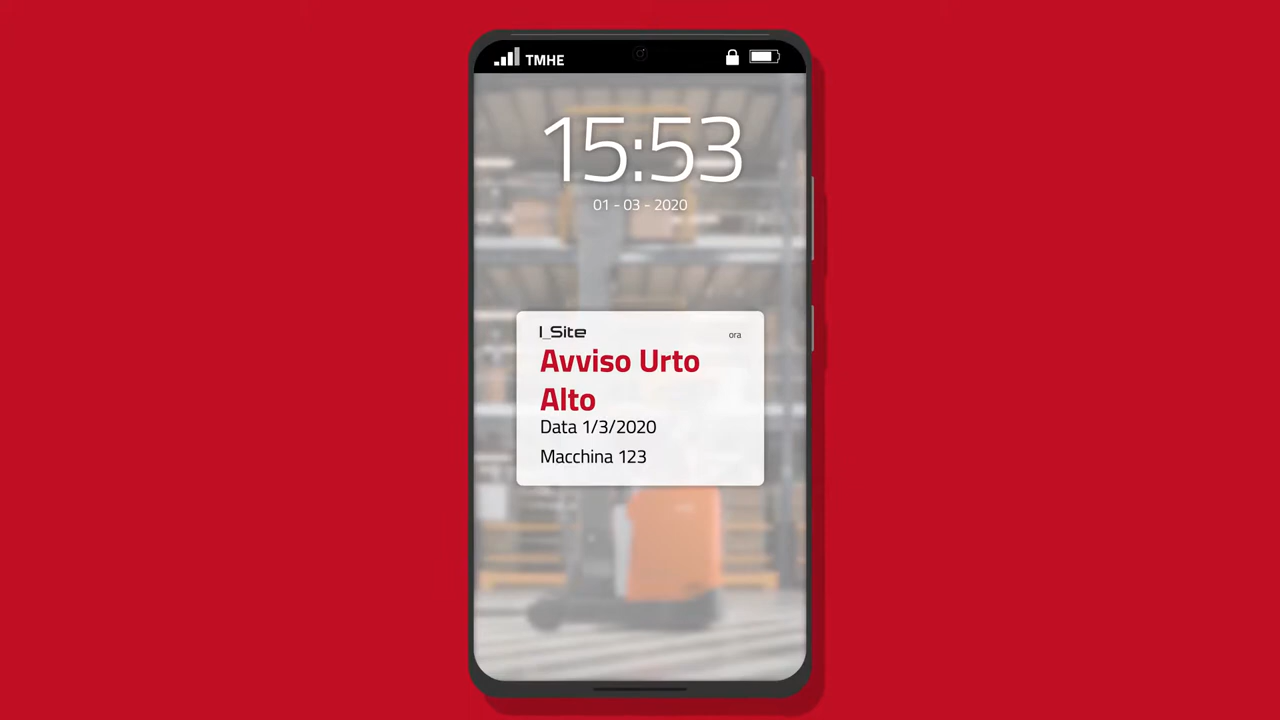 TMHE
15:53
01 - 03 - 2020
I_Site
ora
Avviso Urto
Alto
Data 1/3/2020
Macchina 123